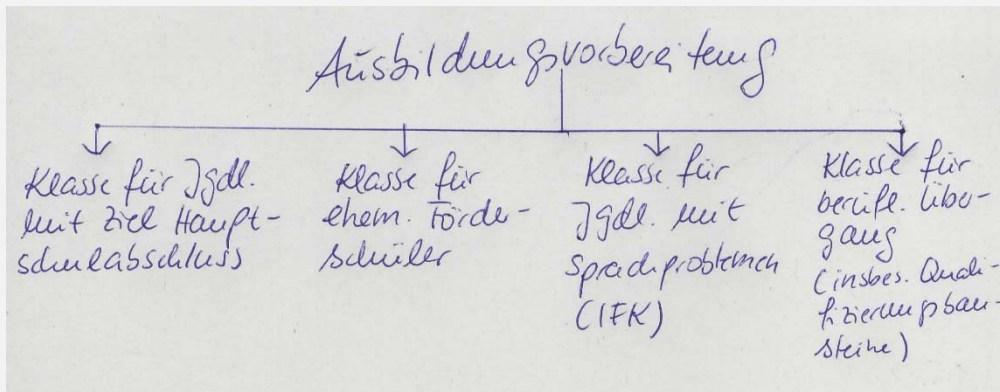 Ausbildungsvorbereitung
Klasse für Jgdl.
mit Ziel Haupt-
schulabschluss
Klasse für
ehem. Förder-
schüler
Klasse für
Jgdl. mit
Sprachproblemen
(IFK)
Klasse für
berufl. Über-
gang
(insbes. Quali-
fizierungsbau-
steine)